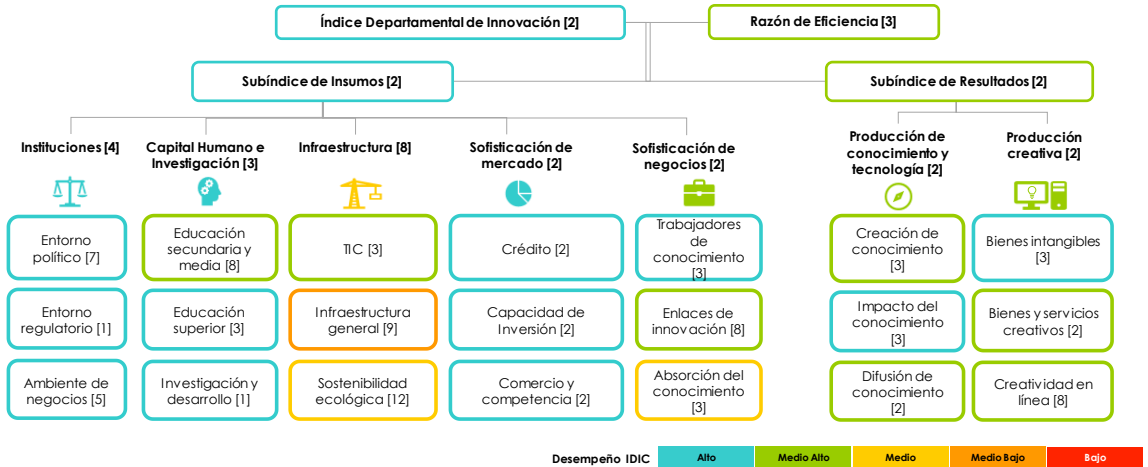 Índice Departamental de Innovación [2]
Razón de Eficiencia [3]
Subíndice de Insumos [2]
Subíndice de Resultados [2]
Instituciones [4]
Capital Humano e
Investigación [3]
Infraestructura [8]
Sofisticación de
mercado [2]
Sofisticación de
negocios [2]
Producción de
conocimiento y
tecnología [2]
Producción
creativa [2]
Entorno
político [7]
Educación
secundaria y
media [8]
TIC [3]
Crédito [2]
Trabajadores
de
conocimiento
[3]
Creación de
conocimiento
[3]
Bienes intangibles
[3]
Entorno
regulatorio [1]
Educación
superior [3]
Infraestructura
general [9]
Capacidad de
Inversión [2]
Enlaces de
innovación [8]
Impacto del
conocimiento
[3]
Bienes y servicios
creativos [2]
Ambiente de
negocios [5]
Investigación y
desarrollo [1]
Sostenibilidad
ecológica [12]
Comercio y
competencia [2]
Absorción del
conocimiento
[3]
Difusión de
conocimiento
[2]
Creatividad en
línea [8]
Desempeño IDIC
Alto
Medio Alto
Medio
Medio Bajo
Bajo